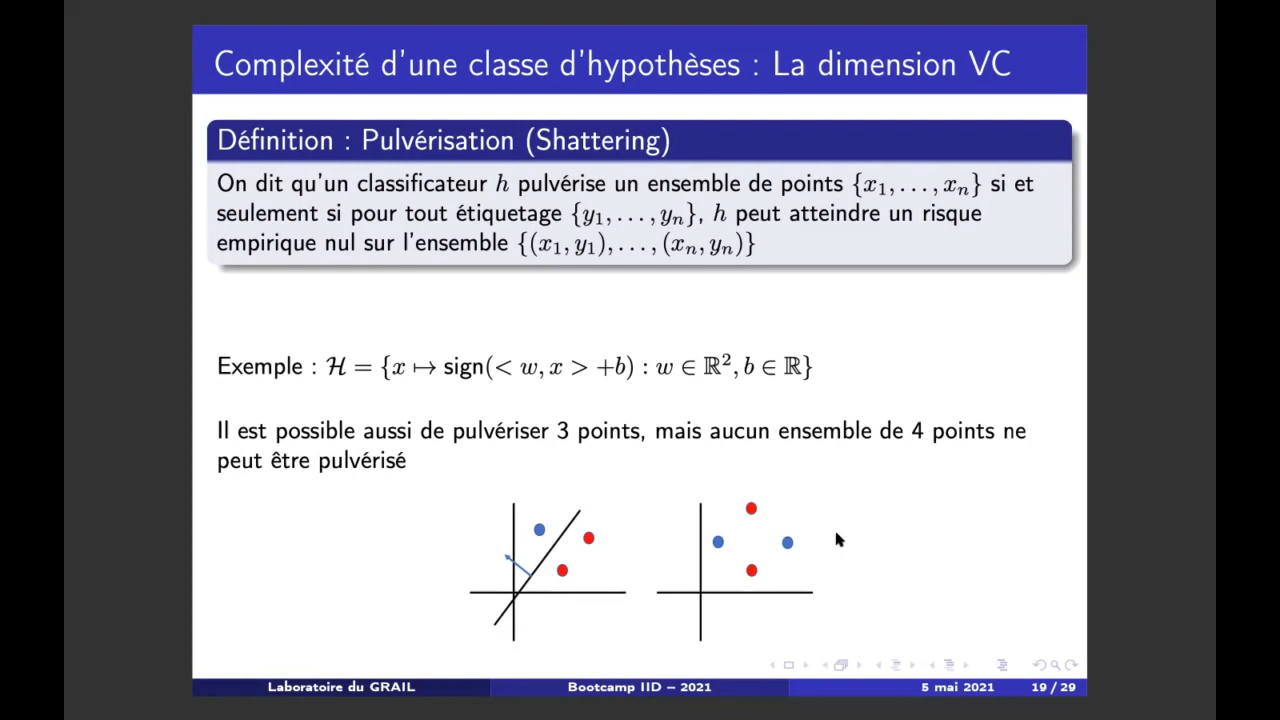 Complexité d'une classe d'hypothèses : La dimension VC
Définition : Pulvérisation (Shattering)
On dit qu'un classificateur h pulvérise un ensemble de points {x₁, . . . , xₙ} si et
seulement si pour tout étiquetage {y₁, . . . , yₙ}, h peut atteindre un risque
empirique nul sur l'ensemble {(x₁, y₁), . . . , (xₙ, yₙ)}
Exemple : ℋ = {x ↦ sign(< w, x > +b) : w ∈ ℝ², b ∈ ℝ}
Il est possible aussi de pulvériser 3 points, mais aucun ensemble de 4 points ne
peut être pulvérisé
Laboratoire du GRAIL Bootcamp IID – 2021 5 mai 2021 19 / 29